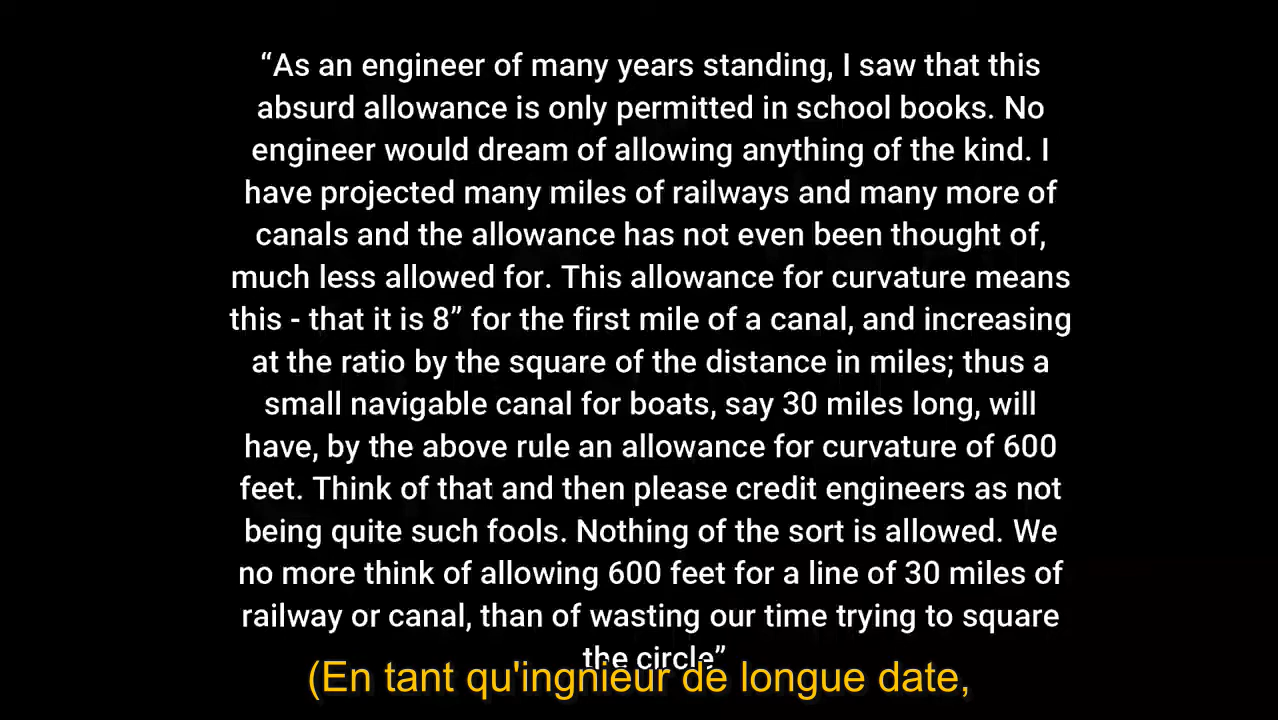 “As an engineer of many years standing, I saw that this
absurd allowance is only permitted in school books. No
engineer would dream of allowing anything of the kind. I
have projected many miles of railways and many more of
canals and the allowance has not even been thought of,
much less allowed for. This allowance for curvature means
this - that it is 8” for the first mile of a canal, and increasing
at the ratio by the square of the distance in miles; thus a
small navigable canal for boats, say 30 miles long, will
have, by the above rule an allowance for curvature of 600
feet. Think of that and then please credit engineers as not
being quite such fools. Nothing of the sort is allowed. We
no more think of allowing 600 feet for a line of 30 miles of
railway or canal, than of wasting our time trying to square
the circle”
(En tant qu'ingnieur de longue date,